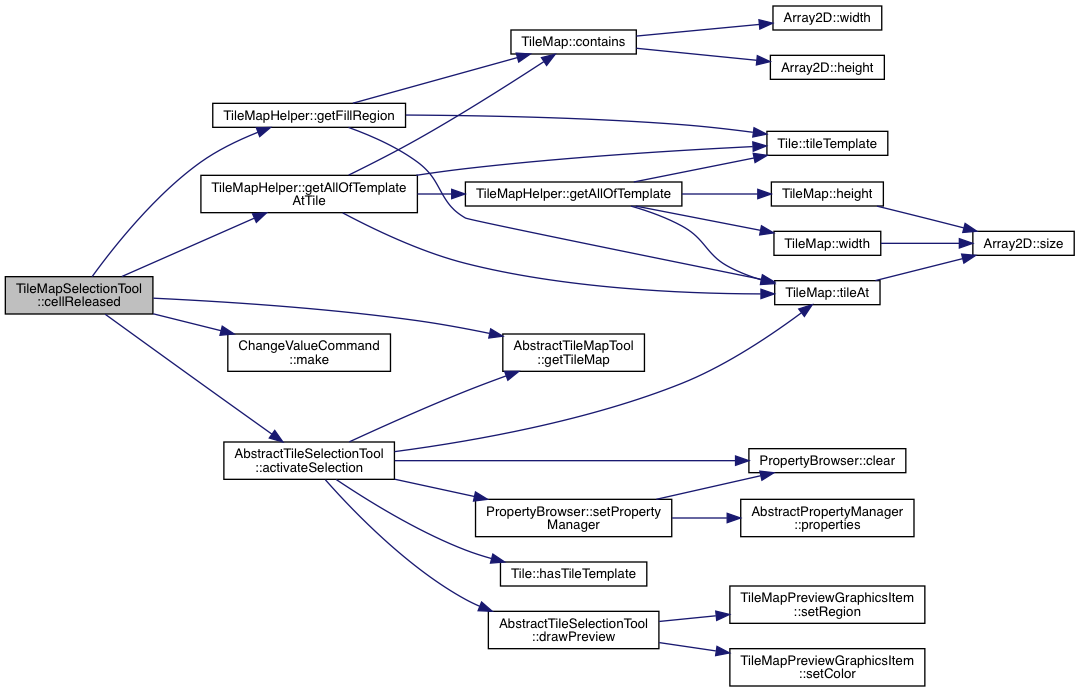 Array2D::width
TileMap::contains
Array2D::height
TileMapHelper::getFillRegion
Tile::tileTemplate
TileMapHelper::getAllOfTemplate
AtTile
TileMapHelper::getAllOfTemplate
TileMap::height
TileMap::width
Array2D::size
TileMapSelectionTool
::cellReleased
TileMap::tileAt
ChangeValueCommand
::make
AbstractTileMapTool
::getTileMap
AbstractTileSelectionTool
::activateSelection
PropertyBrowser::clear
PropertyBrowser::setProperty
Manager
AbstractPropertyManager
::properties
Tile::hasTileTemplate
AbstractTileSelectionTool
::drawPreview
TileMapPreviewGraphicsItem
::setRegion
TileMapPreviewGraphicsItem
::setColor